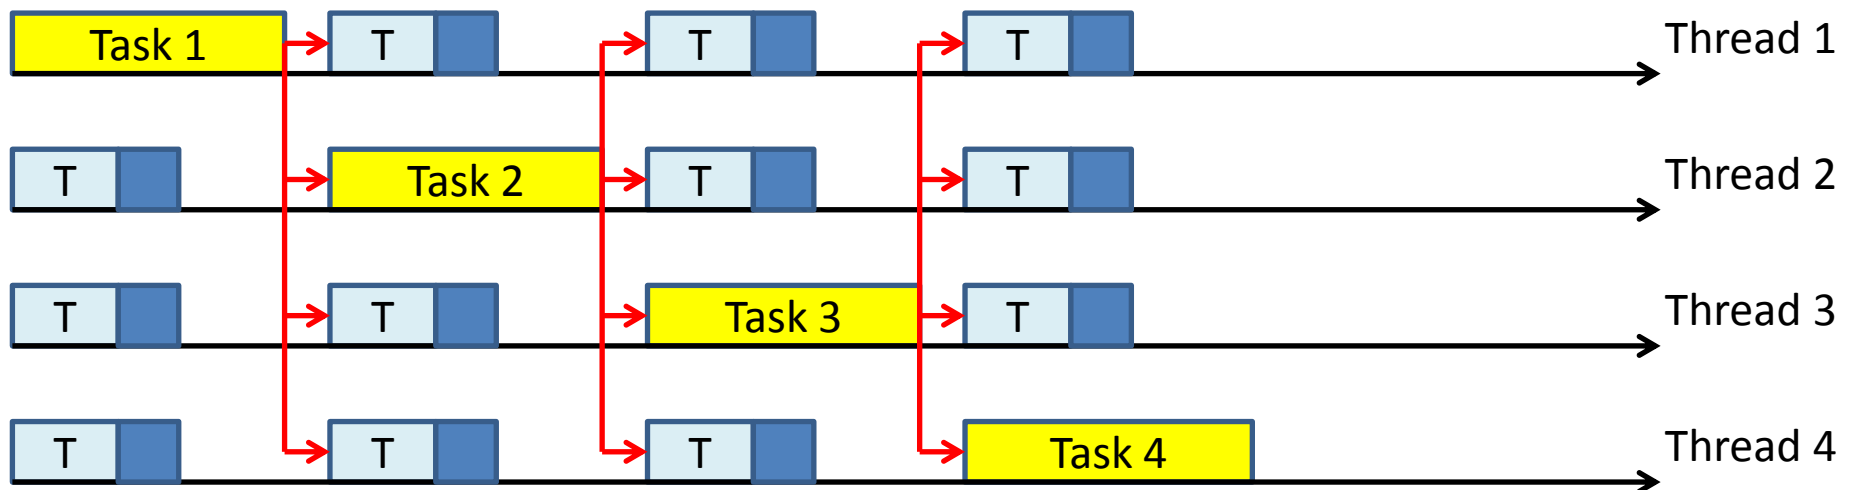 Task 1 T T T Thread 1
T Task 2 T T Thread 2
T T Task 3 T Thread 3
T T T Task 4 Thread 4